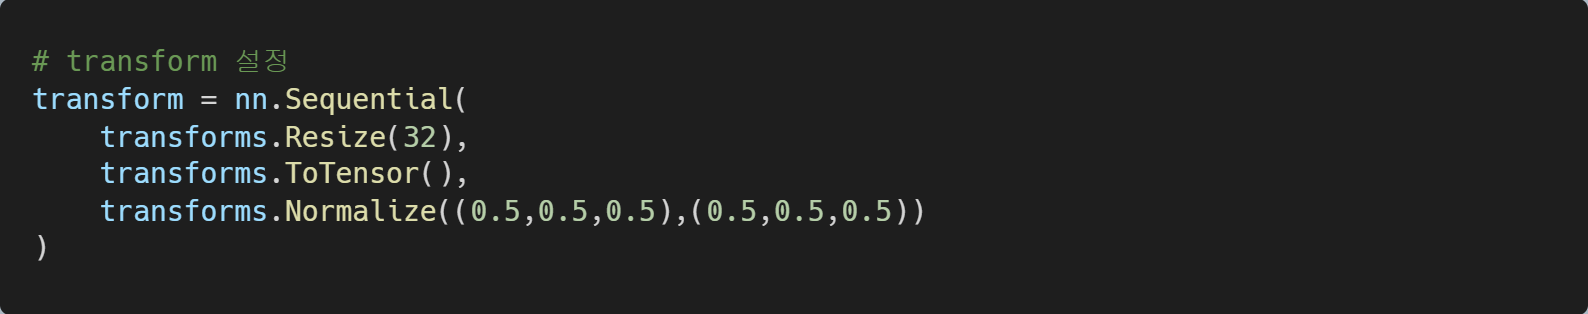 # transform 설정
transform = nn.Sequential(
    transforms.Resize(32),
    transforms.ToTensor(),
    transforms.Normalize((0.5,0.5,0.5),(0.5,0.5,0.5))
)